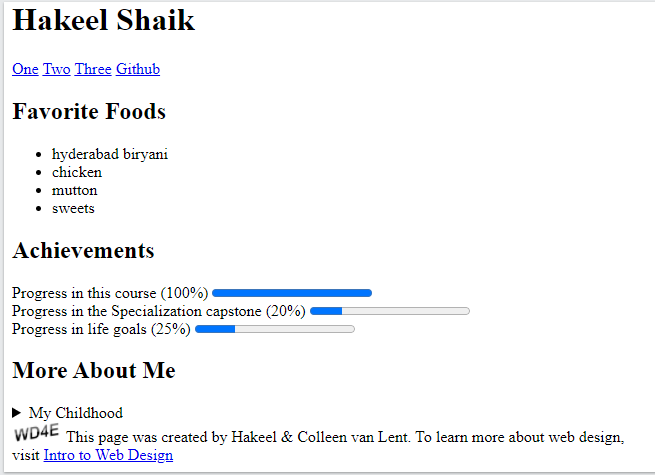 Hakeel Shaik
One Two Three Github
Favorite Foods
hyderabad biryani
chicken
mutton
sweets
Achievements
Progress in this course (100%)
Progress in the Specialization capstone (20%)
Progress in life goals (25%)
More About Me
My Childhood
WD4E This page was created by Hakeel & Colleen van Lent. To learn more about web design,
visit Intro to Web Design